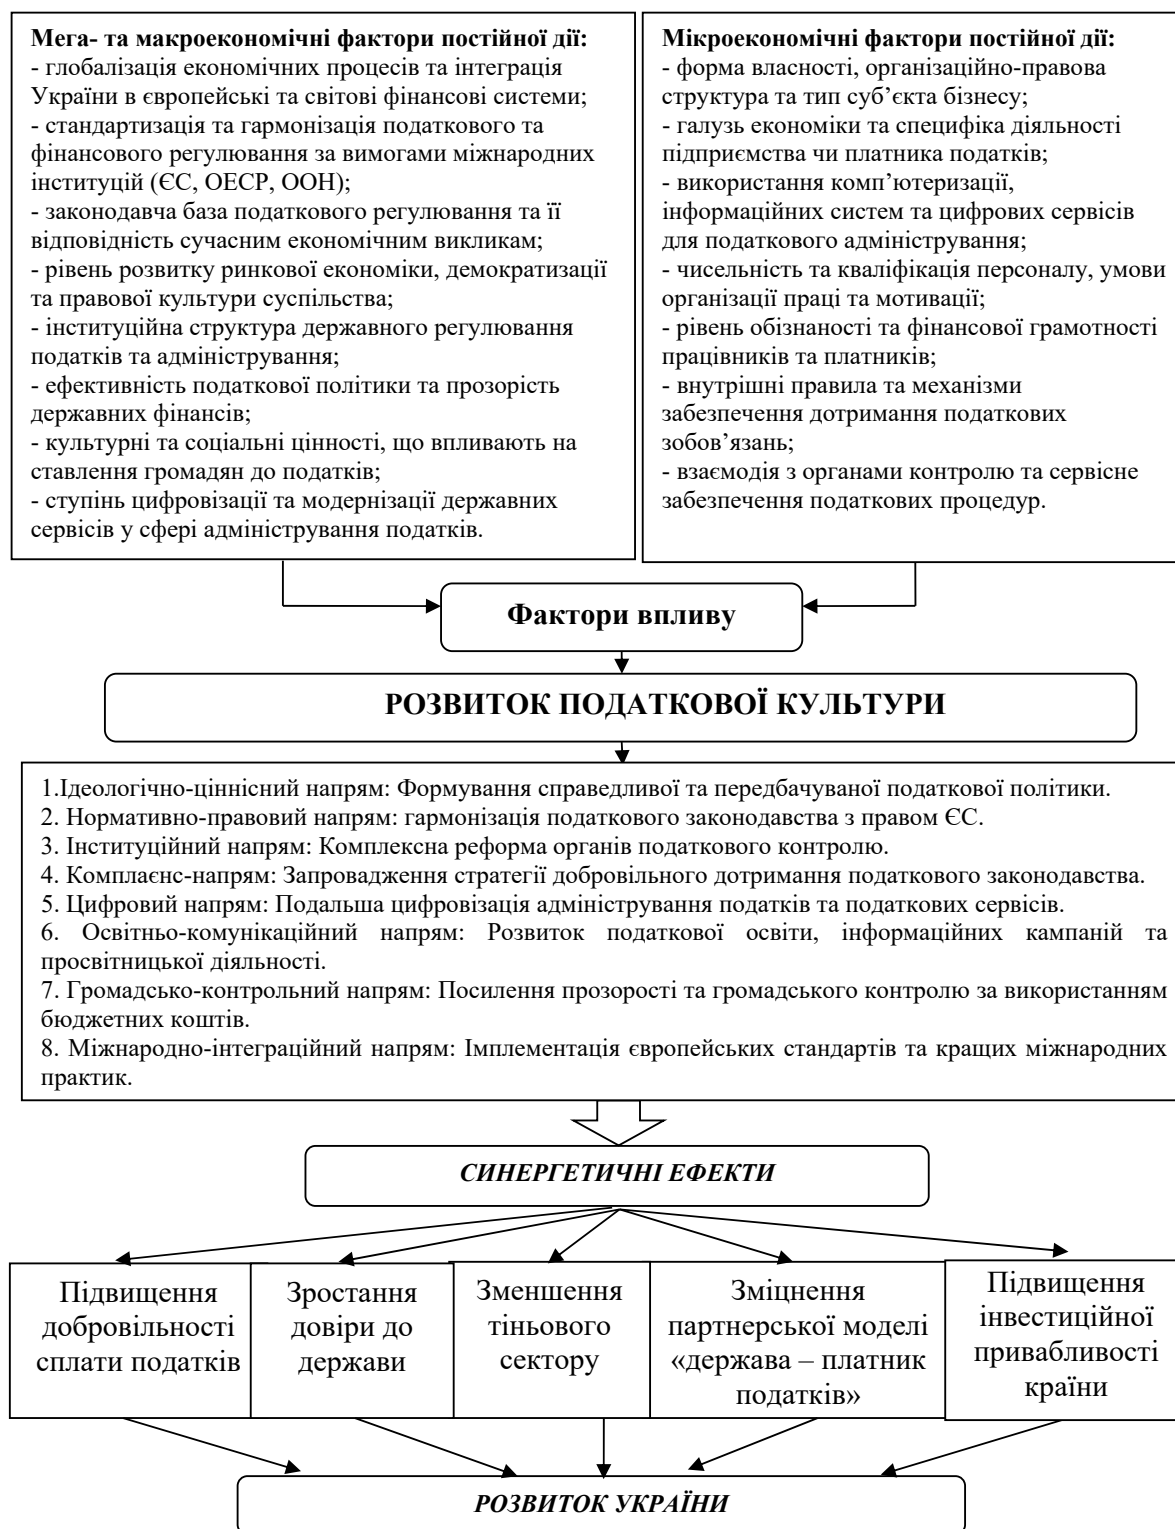 Мега- та макроекономічні фактори постійної дії:
- глобалізація економічних процесів та інтеграція
України в європейські та світові фінансові системи;
- стандартизація та гармонізація податкового та
фінансового регулювання за вимогами міжнародних
інституцій (ЄС, ОЕСР, ООН);
- законодавча база податкового регулювання та її
відповідність сучасним економічним викликам;
- рівень розвитку ринкової економіки, демократизації
та правової культури суспільства;
- інституційна структура державного регулювання
податків та адміністрування;
- ефективність податкової політики та прозорість
державних фінансів;
- культурні та соціальні цінності, що впливають на
ставлення громадян до податків;
- ступінь цифровізації та модернізації державних
сервісів у сфері адміністрування податків.
Мікроекономічні фактори постійної дії:
- форма власності, організаційно-правова
структура та тип суб’єкта бізнесу;
- галузь економіки та специфіка діяльності
підприємства чи платника податків;
- використання комп’ютеризації,
інформаційних систем та цифрових сервісів
для податкового адміністрування;
- чисельність та кваліфікація персоналу, умови
організації праці та мотивації;
- рівень обізнаності та фінансової грамотності
працівників та платників;
- внутрішні правила та механізми
забезпечення дотримання податкових
зобов’язань;
- взаємодія з органами контролю та сервісне
забезпечення податкових процедур.
Фактори впливу
РОЗВИТОК ПОДАТКОВОЇ КУЛЬТУРИ
1.Ідеологічно-ціннісний напрям: Формування справедливої та передбачуваної податкової політики.
2. Нормативно-правовий напрям: гармонізація податкового законодавства з правом ЄС.
3. Інституційний напрям: Комплексна реформа органів податкового контролю.
4. Комплаєнс-напрям: Запровадження стратегії добровільного дотримання податкового законодавства.
5. Цифровий напрям: Подальша цифровізація адміністрування податків та податкових сервісів.
6. Освітньо-комунікаційний напрям: Розвиток податкової освіти, інформаційних кампаній та
просвітницької діяльності.
7. Громадсько-контрольний напрям: Посилення прозорості та громадського контролю за використанням
бюджетних коштів.
8. Міжнародно-інтеграційний напрям: Імплементація європейських стандартів та кращих міжнародних
практик.
СИНЕРГЕТИЧНІ ЕФЕКТИ
Підвищення
добровільності
сплати податків
Зростання
довіри до
держави
Зменшення
тіньового
сектору
Зміцнення
партнерської моделі
«держава – платник
податків»
Підвищення
інвестиційної
привабливості
країни
РОЗВИТОК УКРАЇНИ